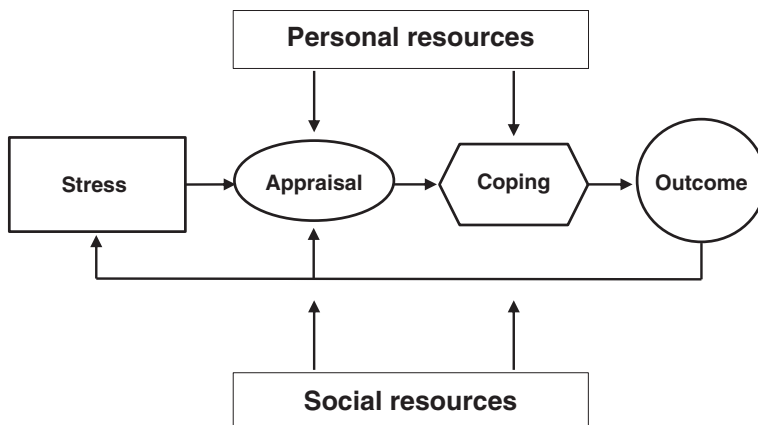 Personal resources
Stress
Appraisal
Coping
Outcome
Social resources